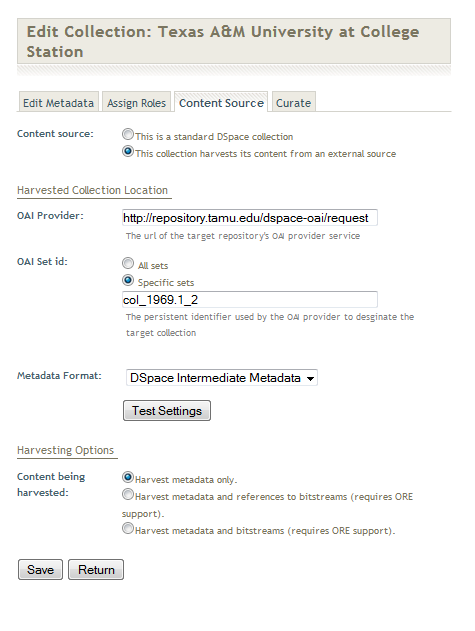 Edit Collection: Texas A&M University at College
Station
Edit Metadata Assign Roles Content Source Curate
Content source: This is a standard DSpace collection
This collection harvests its content from an external source
Harvested Collection Location
OAI Provider: http://repository.tamu.edu/dspace-oai/request
The url of the target repository's OAI provider service
OAI Set id: All sets
Specific sets
col_1969.1_2
The persistent identifier used by the OAI provider to desginate the
target collection
Metadata Format: DSpace Intermediate Metadata
Test Settings
Harvesting Options
Content being harvested: Harvest metadata only.
Harvest metadata and references to bitstreams (requires ORE
support).
Harvest metadata and bitstreams (requires ORE support).
Save Return